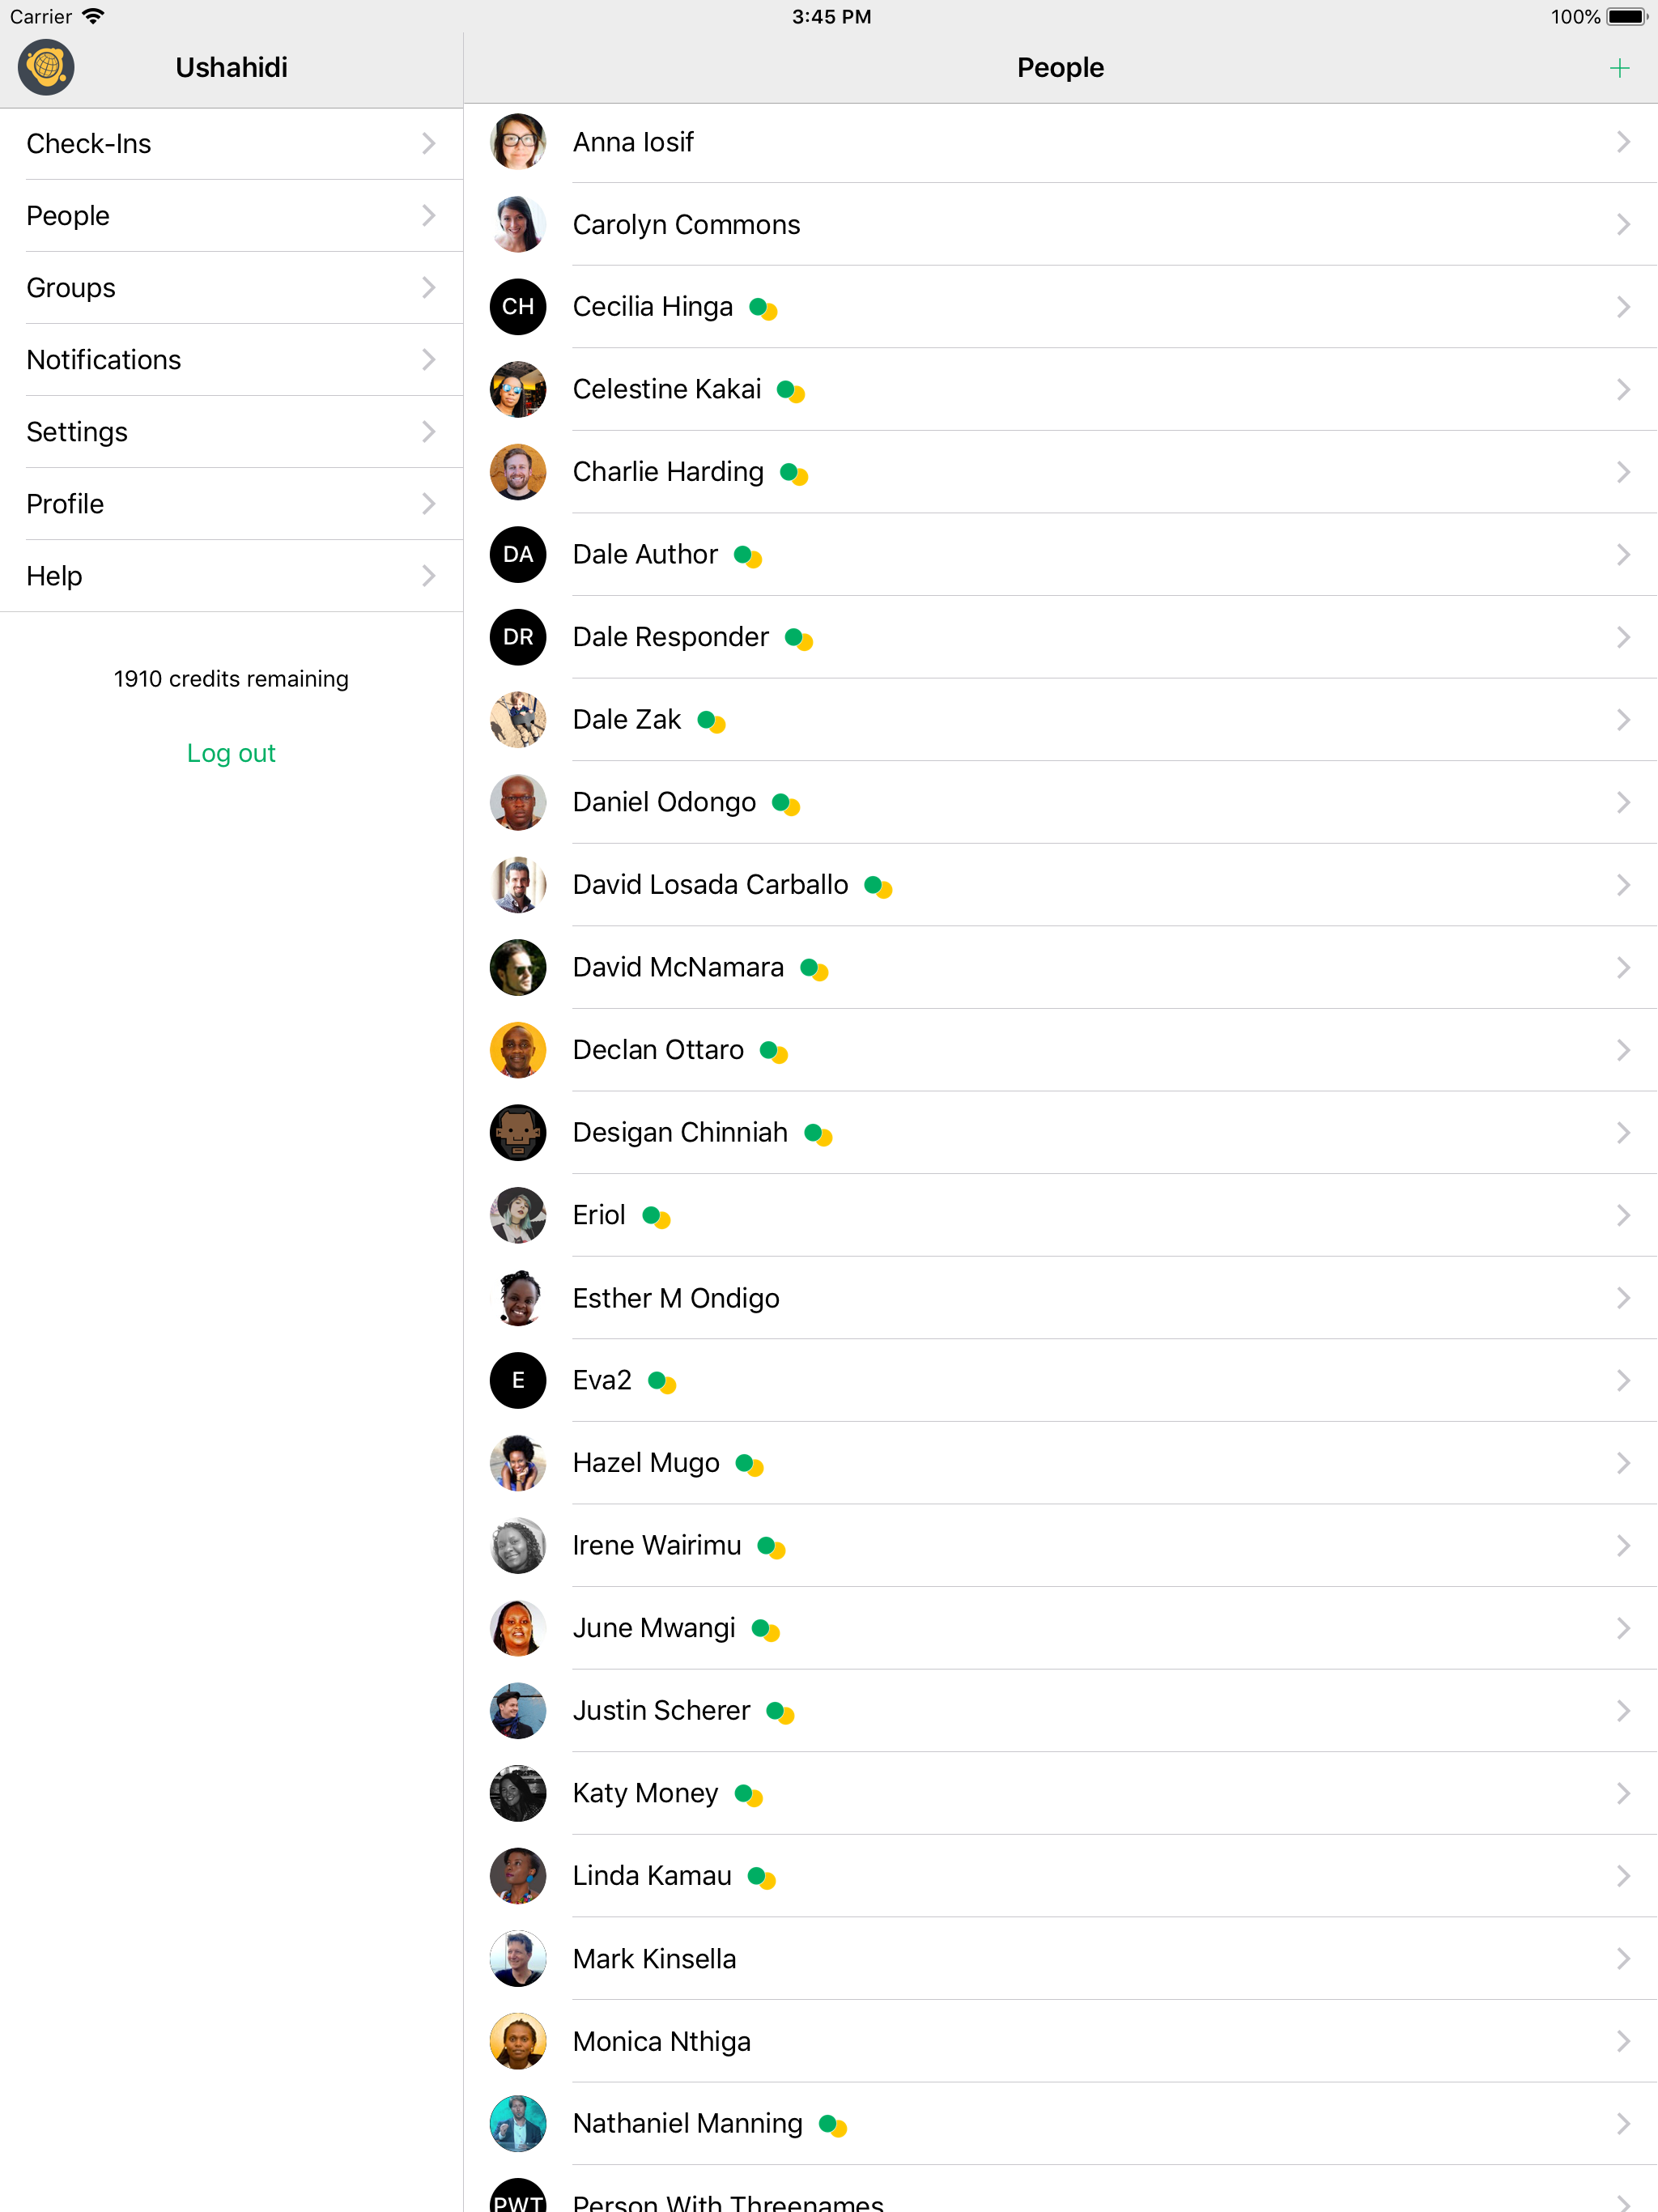 Carrier
3:45 PM
100%
Ushahidi
People
+
Check-Ins
People
Groups
Notifications
Settings
Profile
Help
1910 credits remaining
Log out
Anna Iosif
Carolyn Commons
CH Cecilia Hinga
Celestine Kakai
Charlie Harding
DA Dale Author
DR Dale Responder
Dale Zak
Daniel Odongo
David Losada Carballo
David McNamara
Declan Ottaro
Desigan Chinniah
Eriol
Esther M Ondigo
E Eva2
Hazel Mugo
Irene Wairimu
June Mwangi
Justin Scherer
Katy Money
Linda Kamau
Mark Kinsella
Monica Nthiga
Nathaniel Manning
PWT Person With Threenames